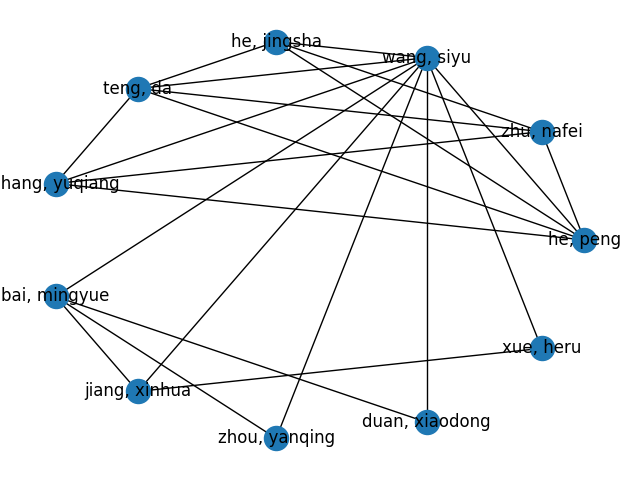 he, jingsha
wang, siyu
teng, da
zhu, nafei
hang, yuqiang
he, peng
bai, mingyue
xue, heru
jiang, xinhua
duan, xiaodong
zhou, yanqing